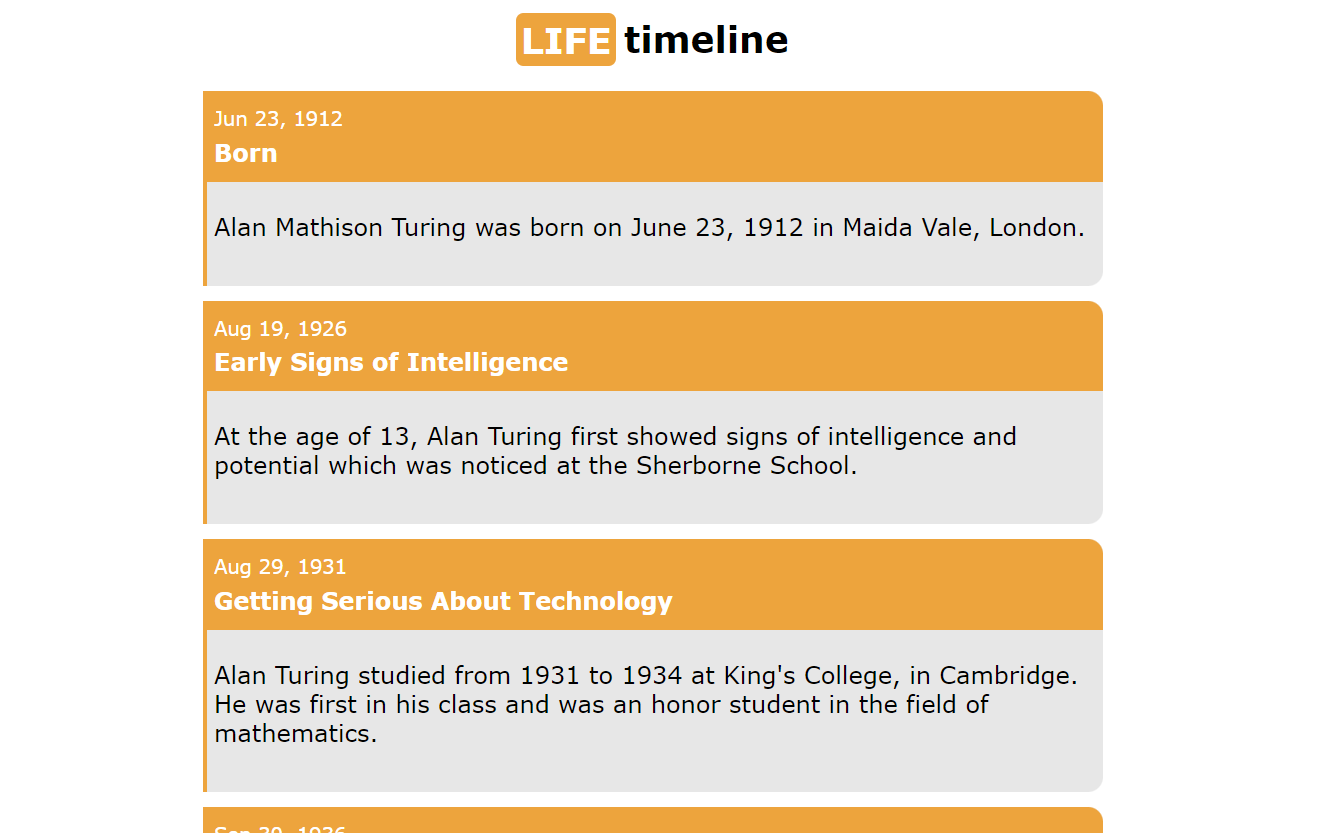 LIFE timeline
Jun 23, 1912
Born
Alan Mathison Turing was born on June 23, 1912 in Maida Vale, London.
Aug 19, 1926
Early Signs of Intelligence
At the age of 13, Alan Turing first showed signs of intelligence and
potential which was noticed at the Sherborne School.
Aug 29, 1931
Getting Serious About Technology
Alan Turing studied from 1931 to 1934 at King's College, in Cambridge.
He was first in his class and was an honor student in the field of
mathematics.
Sep 30, 1936